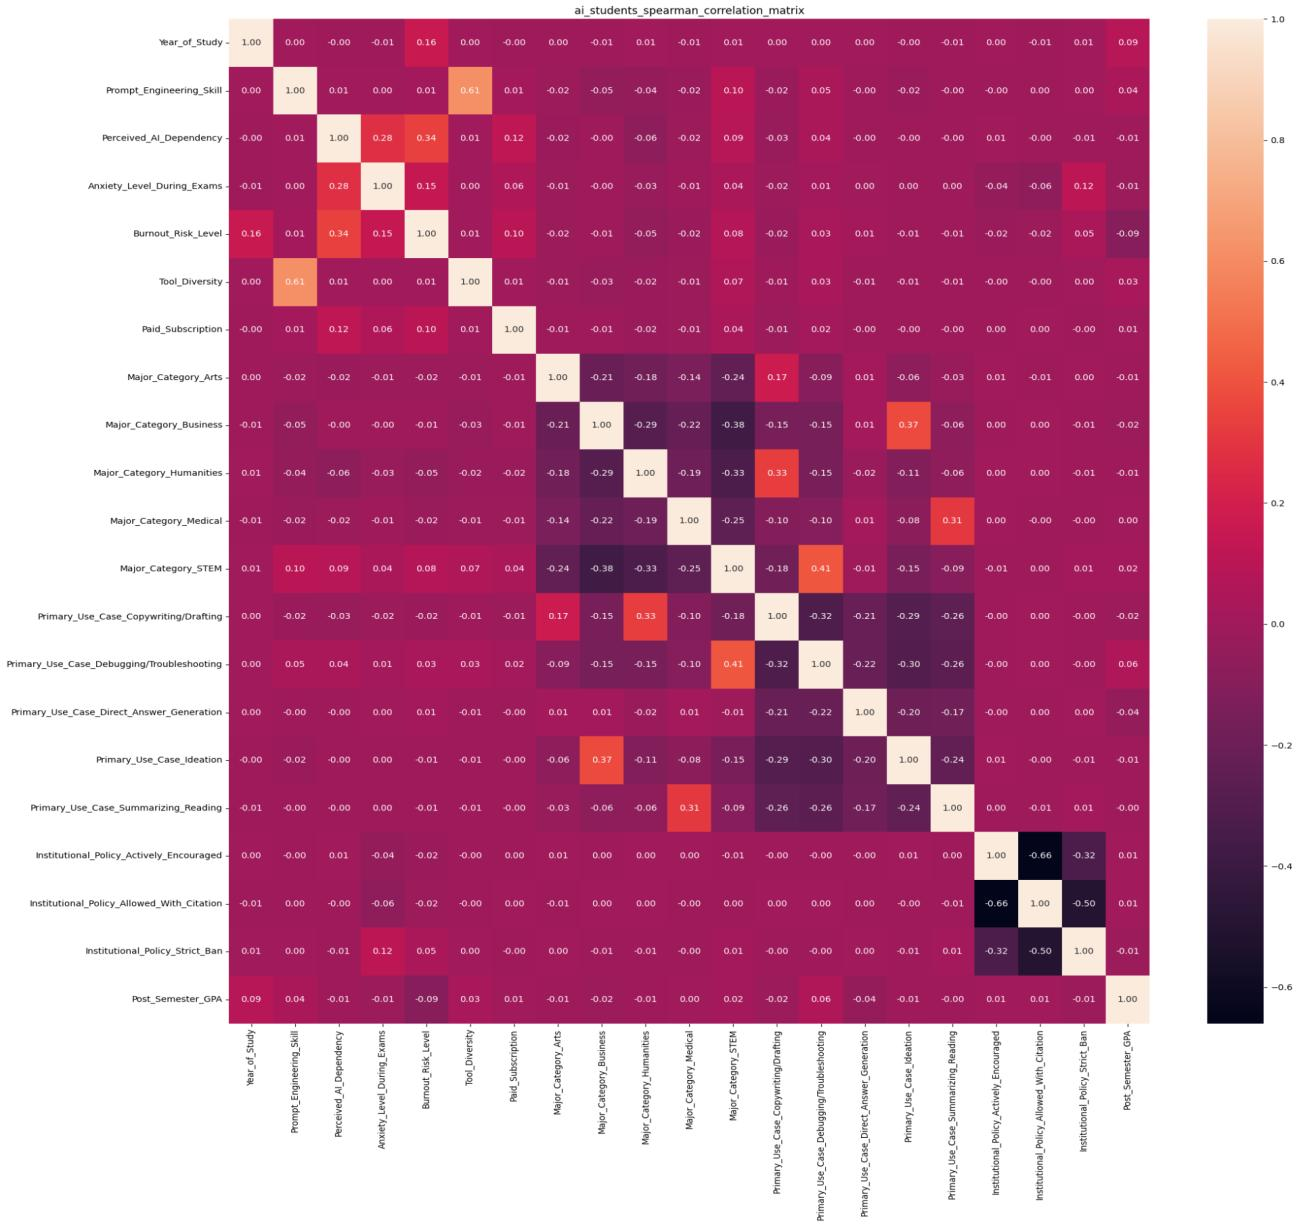 ai_students_spearman_correlation_matrix
Year_of_Study 1.00 0.00 -0.00 -0.01 0.16 0.00 -0.00 0.00 -0.01 0.01 -0.01 0.01 0.00 0.00 0.00 -0.00 -0.01 0.00 -0.01 0.01 0.09
Prompt_Engineering_Skill 0.00 1.00 0.01 0.00 0.01 0.61 0.01 -0.02 -0.05 -0.04 -0.02 0.10 -0.02 0.05 -0.00 -0.02 -0.00 -0.00 0.00 0.00 0.04
Perceived_AI_Dependency -0.00 0.01 1.00 0.28 0.34 0.01 0.12 -0.02 -0.00 -0.06 -0.02 0.09 -0.03 0.04 -0.00 -0.00 -0.00 0.01 -0.00 -0.01 -0.01
Anxiety_Level_During_Exams -0.01 0.00 0.28 1.00 0.15 0.00 0.06 -0.01 -0.00 -0.03 -0.01 0.04 -0.02 0.01 0.00 0.00 0.00 -0.04 -0.06 0.12 -0.01
Burnout_Risk_Level 0.16 0.01 0.34 0.15 1.00 0.01 0.10 -0.02 -0.01 -0.05 -0.02 0.08 -0.02 0.03 0.01 -0.01 -0.01 -0.02 -0.02 0.05 -0.09
Tool_Diversity 0.00 0.61 0.01 0.00 0.01 1.00 0.01 -0.01 -0.03 -0.02 -0.01 0.07 -0.01 0.03 -0.01 -0.01 -0.01 -0.00 -0.00 0.00 0.03
Paid_Subscription -0.00 0.01 0.12 0.06 0.10 0.01 1.00 -0.01 -0.01 -0.02 -0.01 0.04 -0.01 0.02 -0.00 -0.00 -0.00 0.00 0.00 -0.00 0.01
Major_Category_Arts 0.00 -0.02 -0.02 -0.01 -0.02 -0.01 -0.01 1.00 -0.21 -0.18 -0.14 -0.24 0.17 -0.09 0.01 -0.06 -0.03 0.01 -0.01 0.00 -0.01
Major_Category_Business -0.01 -0.05 -0.00 -0.00 -0.01 -0.03 -0.01 -0.21 1.00 -0.29 -0.22 -0.38 -0.15 -0.15 0.01 0.37 -0.06 0.00 0.00 -0.01 -0.02
Major_Category_Humanities 0.01 -0.04 -0.06 -0.03 -0.05 -0.02 -0.02 -0.18 -0.29 1.00 -0.19 -0.33 0.33 -0.15 -0.02 -0.11 -0.06 0.00 0.00 -0.01 -0.01
Major_Category_Medical -0.01 -0.02 -0.02 -0.01 -0.02 -0.01 -0.01 -0.14 -0.22 -0.19 1.00 -0.25 -0.10 -0.10 0.01 -0.08 0.31 0.00 -0.00 -0.00 0.00
Major_Category_STEM 0.01 0.10 0.09 0.04 0.08 0.07 0.04 -0.24 -0.38 -0.33 -0.25 1.00 -0.18 0.41 -0.01 -0.15 -0.09 -0.01 0.00 0.01 0.02
Primary_Use_Case_Copywriting/Drafting 0.00 -0.02 -0.03 -0.02 -0.02 -0.01 -0.01 0.17 -0.15 0.33 -0.10 -0.18 1.00 -0.32 -0.21 -0.29 -0.26 -0.00 0.00 -0.00 -0.02
Primary_Use_Case_Debugging/Troubleshooting 0.00 0.05 0.04 0.01 0.03 0.03 0.02 -0.09 -0.15 -0.15 -0.10 0.41 -0.32 1.00 -0.22 -0.30 -0.26 -0.00 0.00 -0.00 0.06
Primary_Use_Case_Direct_Answer_Generation 0.00 -0.00 -0.00 0.00 0.01 -0.01 -0.00 0.01 0.01 -0.02 0.01 -0.01 -0.21 -0.22 1.00 -0.20 -0.17 -0.00 0.00 0.00 -0.04
Primary_Use_Case_Ideation -0.00 -0.02 -0.00 0.00 -0.01 -0.01 -0.00 -0.06 0.37 -0.11 -0.08 -0.15 -0.29 -0.30 -0.20 1.00 -0.24 0.01 -0.00 -0.01 -0.01
Primary_Use_Case_Summarizing_Reading -0.01 -0.00 -0.00 0.00 -0.01 -0.01 -0.00 -0.03 -0.06 -0.06 0.31 -0.09 -0.26 -0.26 -0.17 -0.24 1.00 0.00 -0.01 0.01 -0.00
Institutional_Policy_Actively_Encouraged 0.00 -0.00 0.01 -0.04 -0.02 -0.00 0.00 0.01 0.00 0.00 0.00 -0.01 -0.00 -0.00 -0.00 0.01 0.00 1.00 -0.66 -0.32 0.01
Institutional_Policy_Allowed_With_Citation -0.01 0.00 -0.00 -0.06 -0.02 -0.00 0.00 -0.01 0.00 0.00 -0.00 0.00 0.00 0.00 0.00 -0.00 -0.01 -0.66 1.00 -0.50 0.01
Institutional_Policy_Strict_Ban 0.01 0.00 -0.01 0.12 0.05 0.00 -0.00 0.00 -0.01 -0.01 -0.00 0.01 -0.00 -0.00 0.00 -0.01 0.01 -0.32 -0.50 1.00 -0.01
Post_Semester_GPA 0.09 0.04 -0.01 -0.01 -0.09 0.03 0.01 -0.01 -0.02 -0.01 0.00 0.02 -0.02 0.06 -0.04 -0.01 -0.00 0.01 0.01 -0.01 1.00
Year_of_Study
Prompt_Engineering_Skill
Perceived_AI_Dependency
Anxiety_Level_During_Exams
Burnout_Risk_Level
Tool_Diversity
Paid_Subscription
Major_Category_Arts
Major_Category_Business
Major_Category_Humanities
Major_Category_Medical
Major_Category_STEM
Primary_Use_Case_Copywriting/Drafting
Primary_Use_Case_Debugging/Troubleshooting
Primary_Use_Case_Direct_Answer_Generation
Primary_Use_Case_Ideation
Primary_Use_Case_Summarizing_Reading
Institutional_Policy_Actively_Encouraged
Institutional_Policy_Allowed_With_Citation
Institutional_Policy_Strict_Ban
Post_Semester_GPA
1.0
0.8
0.6
0.4
0.2
0.0
−0.2
−0.4
−0.6